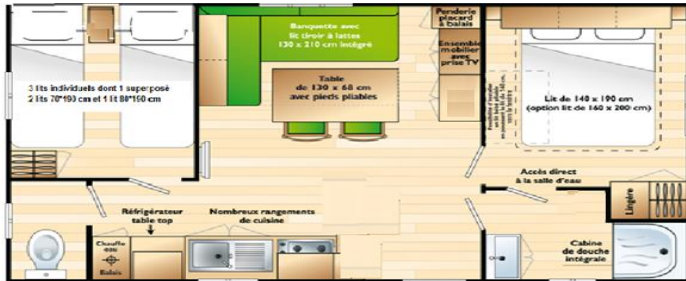 3 lits individuels dont 1 superposé
2 lits 70*190 cm et 1 lit 80*190 cm
Banquette avec
lit tiroir à lattes
130 x 210 cm intégré
Table
de 130 x 68 cm
avec pieds pliables
Penderie
placard
à balais
Ensemble
mobilier
avec
prise TV
Lit de 140 x 190 cm
(option lit de 160 x 200 cm)
Accès direct
à la salle d'eau
Lingère
Réfrigérateur
table top
Nombreux rangements
de cuisine
Chauffe
eau
Balais
Cabine
de douche
intégrale